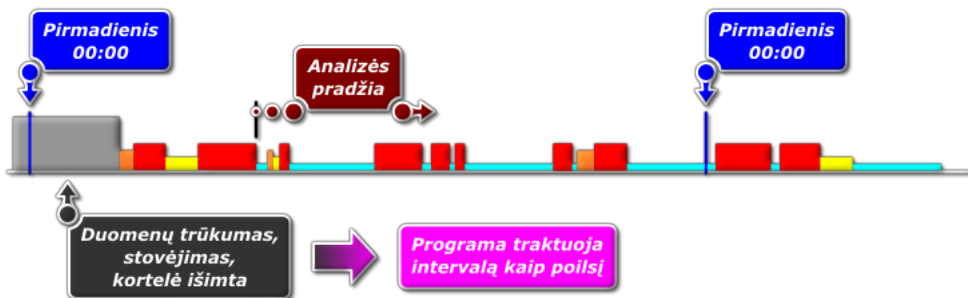 Pirmadienis
00:00
Analizės
pradžia
Pirmadienis
00:00
Duomenų trūkumas,
stovėjimas,
kortelė išimta
Programa traktuoja
intervalą kaip poilsį